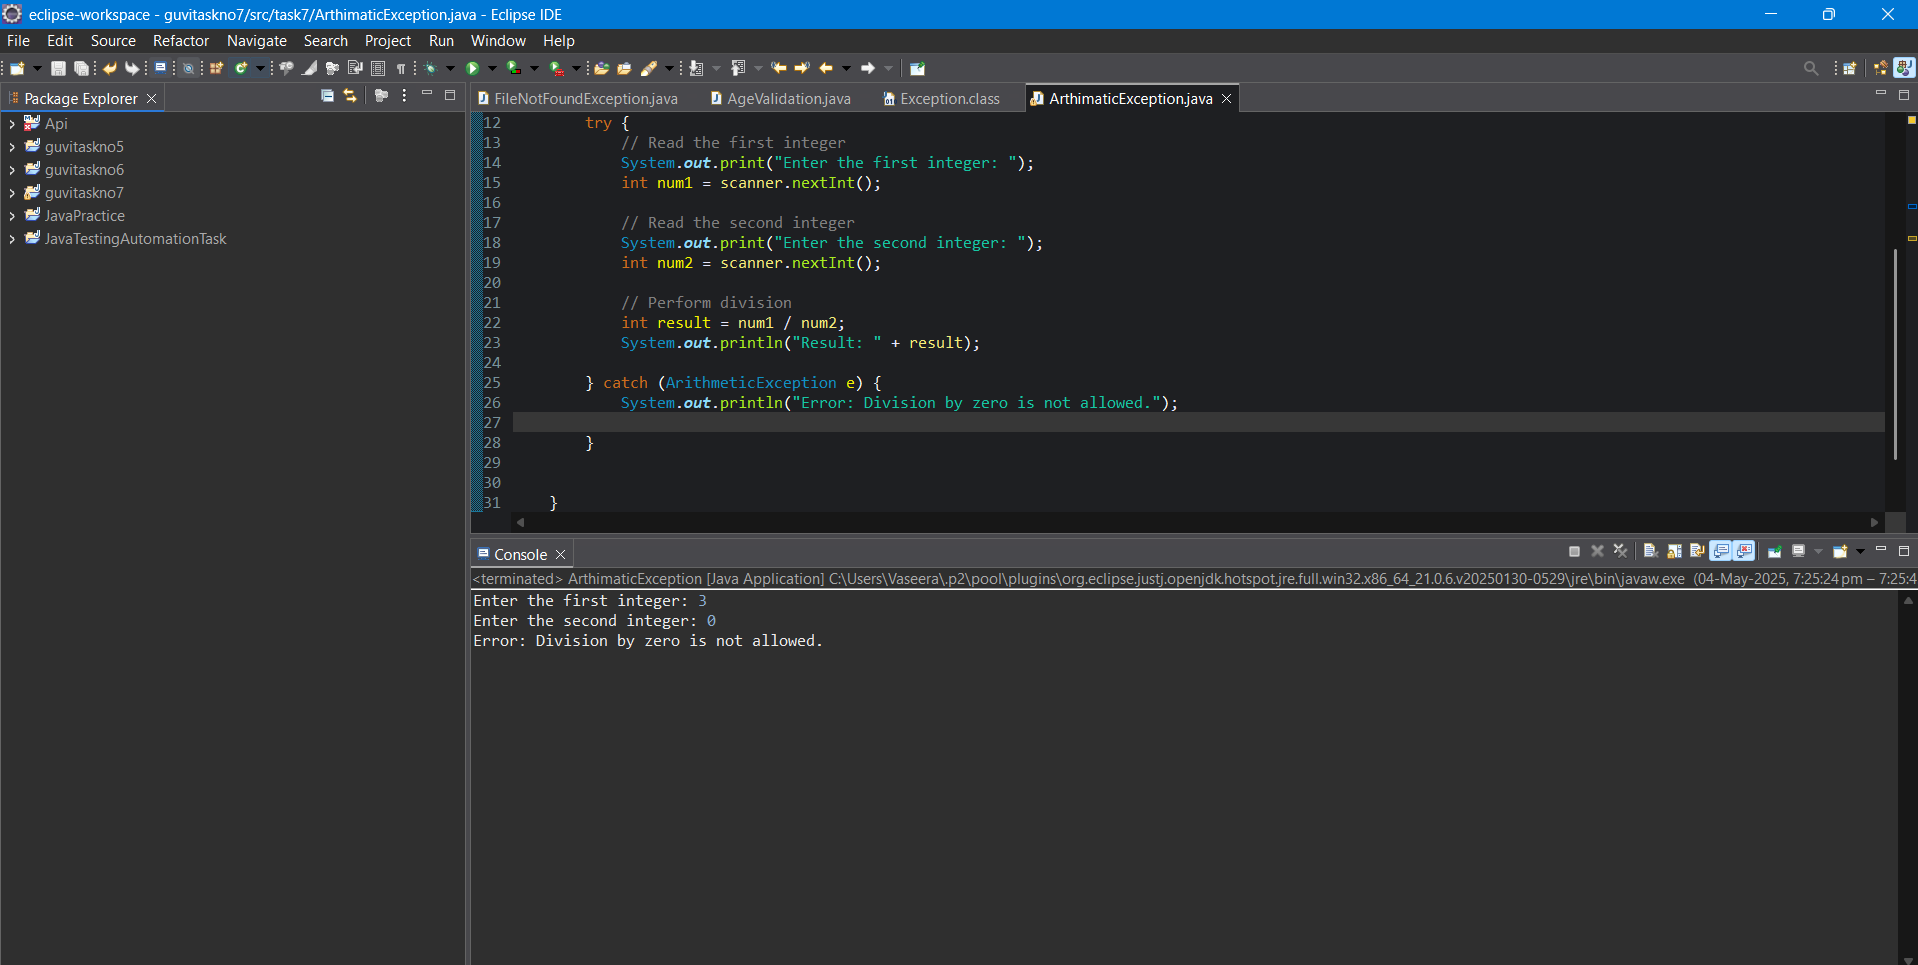 eclipse-workspace - guvitaskno7/src/task7/ArthimaticException.java - Eclipse IDE
File Edit Source Refactor Navigate Search Project Run Window Help
Package Explorer
Api
guvitaskno5
guvitaskno6
guvitaskno7
JavaPractice
JavaTestingAutomationTask
FileNotFoundException.java AgeValidation.java Exception.class ArthimaticException.java
12 try {
13 // Read the first integer
14 System.out.print("Enter the first integer: ");
15 int num1 = scanner.nextInt();
16
17 // Read the second integer
18 System.out.print("Enter the second integer: ");
19 int num2 = scanner.nextInt();
20
21 // Perform division
22 int result = num1 / num2;
23 System.out.println("Result: " + result);
24
25 } catch (ArithmeticException e) {
26 System.out.println("Error: Division by zero is not allowed.");
27
28 }
29
30
31 }
Console
<terminated> ArthimaticException [Java Application] C:\Users\Vaseera\.p2\pool\plugins\org.eclipse.justj.openjdk.hotspot.jre.full.win32.x86_64_21.0.6.v20250130-0529\jre\bin\javaw.exe (04-May-2025, 7:25:24 pm – 7:25:4
Enter the first integer: 3
Enter the second integer: 0
Error: Division by zero is not allowed.